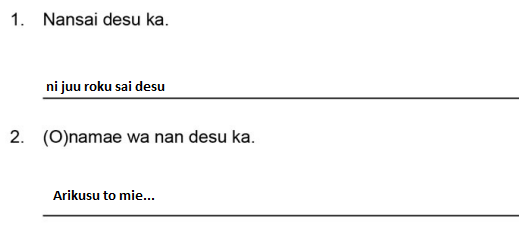 1. Nansai desu ka.
ni juu roku sai desu
2. (O)namae wa nan desu ka.
Arikusu to mie...